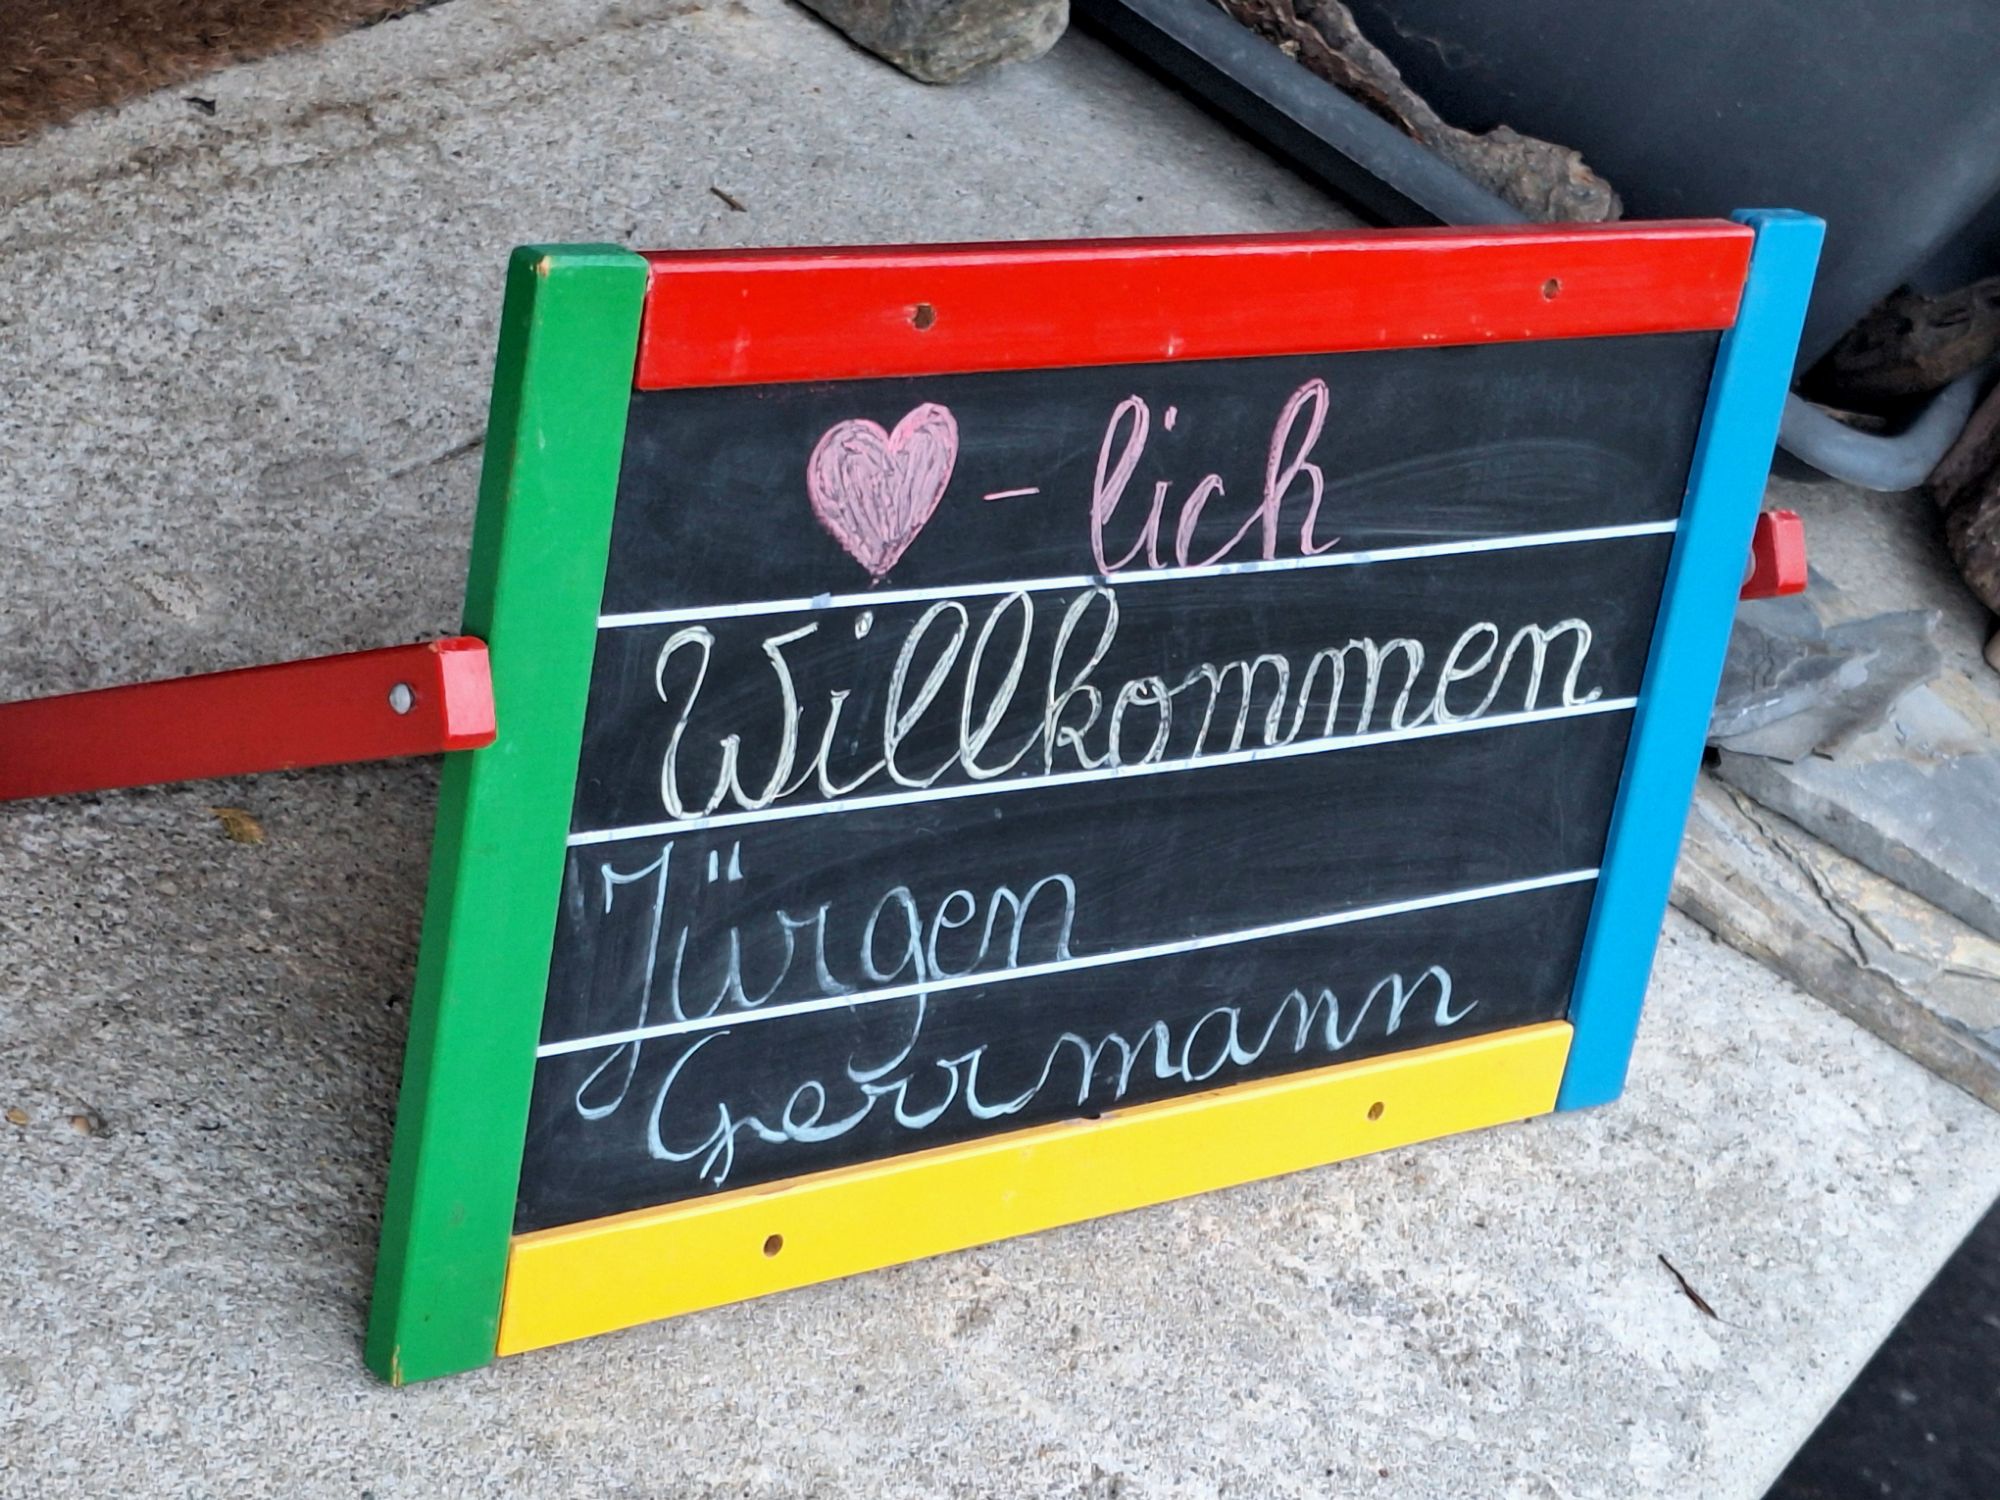 ♥-lich
Willkommen
Jürgen
Gerrmann